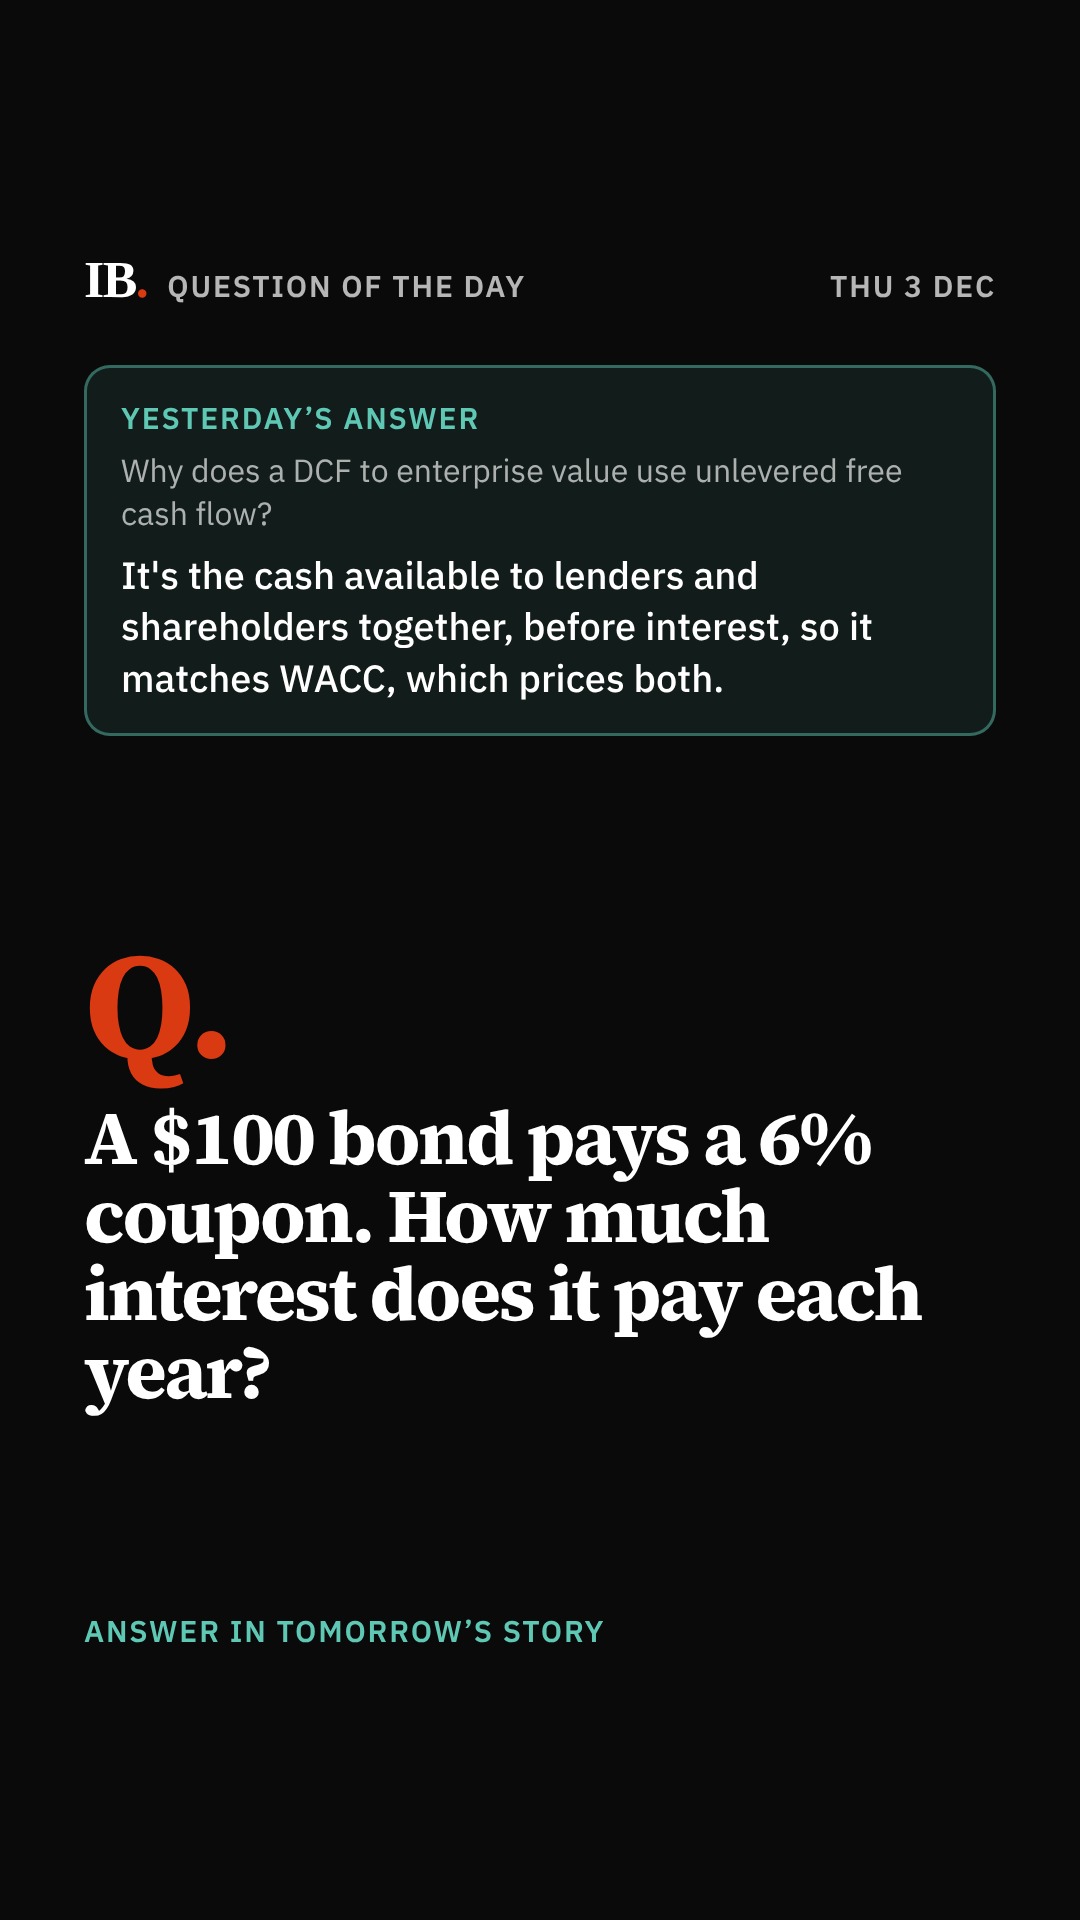 IB. QUESTION OF THE DAY THU 3 DEC
YESTERDAY’S ANSWER
Why does a DCF to enterprise value use unlevered free
cash flow?
It's the cash available to lenders and
shareholders together, before interest, so it
matches WACC, which prices both.
Q.
A $100 bond pays a 6%
coupon. How much
interest does it pay each
year?
ANSWER IN TOMORROW’S STORY